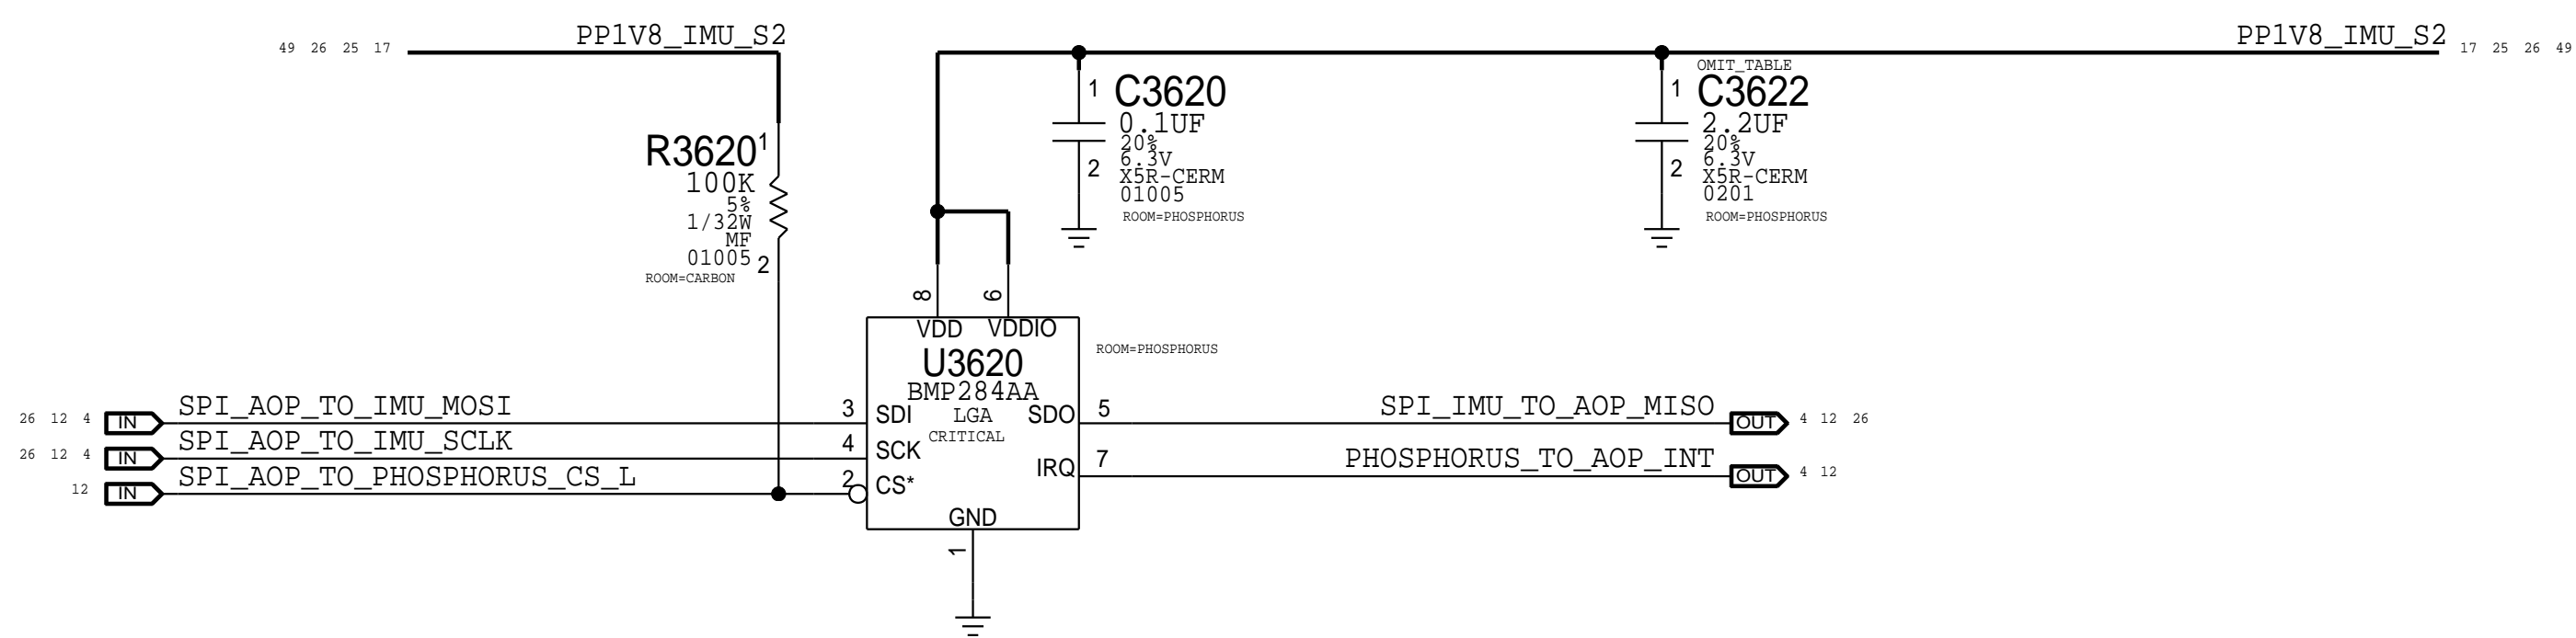 PP1V8_IMU_S2
49 26 25 17
PP1V8_IMU_S2
17 25 26 49
R3620
1
100K
5%
1/32W
MF
01005
2
ROOM=CARBON
1
C3620
0.1UF
20%
6.3V
2
X5R-CERM
01005
ROOM=PHOSPHORUS
OMIT_TABLE
1
C3622
2.2UF
20%
6.3V
2
X5R-CERM
0201
ROOM=PHOSPHORUS
8
6
VDD VDDIO
U3620
BMP284AA
LGA
CRITICAL
ROOM=PHOSPHORUS
26 12 4 IN SPI_AOP_TO_IMU_MOSI 3 SDI
26 12 4 IN SPI_AOP_TO_IMU_SCLK 4 SCK
12 IN SPI_AOP_TO_PHOSPHORUS_CS_L 2 CS*
SDO 5 SPI_IMU_TO_AOP_MISO OUT 4 12 26
IRQ 7 PHOSPHORUS_TO_AOP_INT OUT 4 12
GND
1